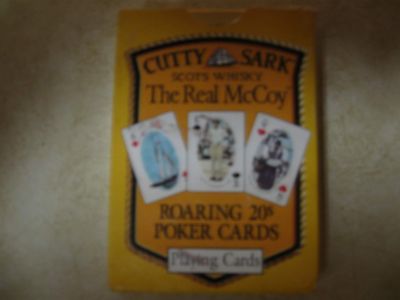 CUTTY SARK
SCOTS WHISKY
The Real McCoy
ROARING 20s
POKER CARDS
Playing Cards